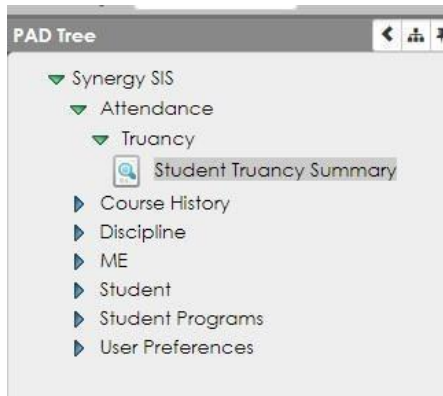 PAD Tree
Synergy SIS
Attendance
Truancy
Student Truancy Summary
Course History
Discipline
ME
Student
Student Programs
User Preferences